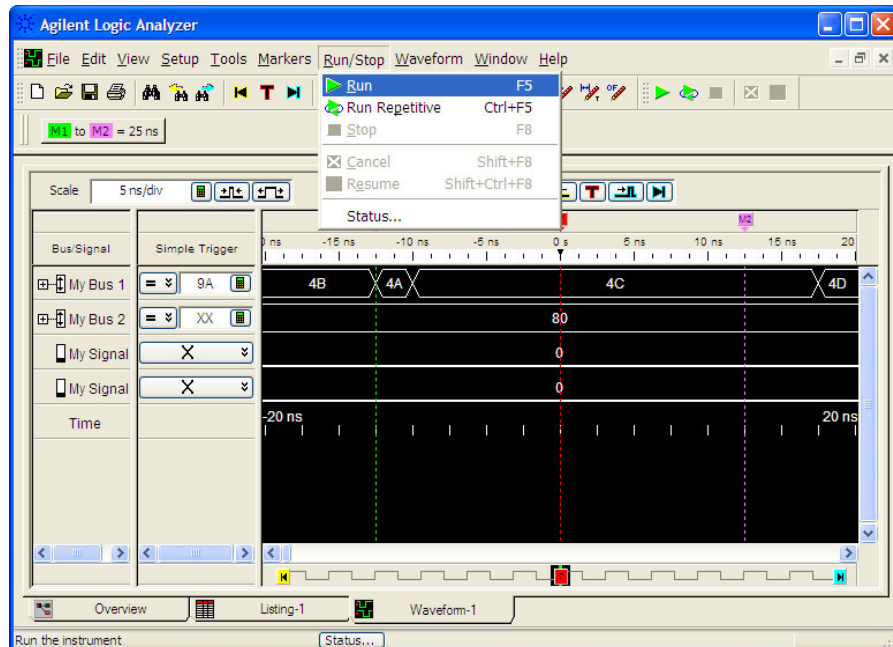 Agilent Logic Analyzer
File Edit View Setup Tools Markers Run/Stop Waveform Window Help
Run F5
Run Repetitive Ctrl+F5
Stop F8
Cancel Shift+F8
Resume Shift+Ctrl+F8
Status...
T
M1 to M2 = 25 ns
Scale 5 ns/div
T
M2
Bus/Signal Simple Trigger
ns -15 ns -10 ns -5 ns 0 s 5 ns 10 ns 15 ns 20
My Bus 1 = 9A 4B 4A 4C 4D
My Bus 2 = XX 80
My Signal X 0
My Signal X 0
Time -20 ns 20 ns
Overview Listing-1 Waveform-1
Run the instrument Status...